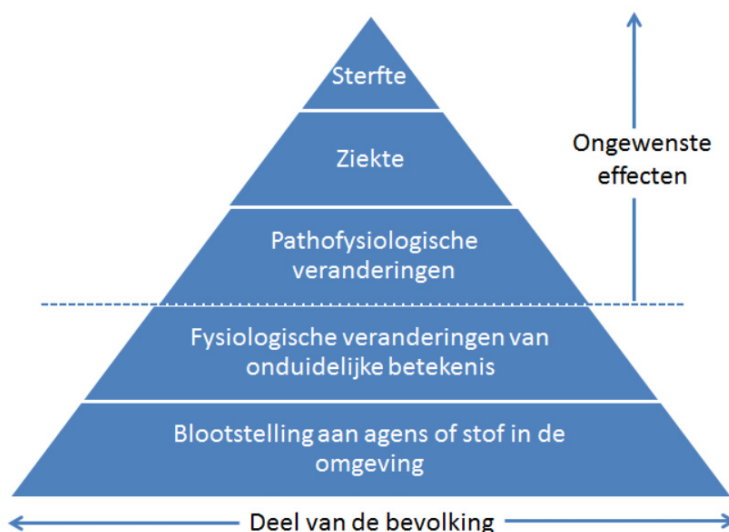 Sterfte
Ziekte
Ongewenste
effecten
Pathofysiologische
veranderingen
Fysiologische veranderingen van
onduidelijke betekenis
Blootstelling aan agens of stof in de
omgeving
Deel van de bevolking